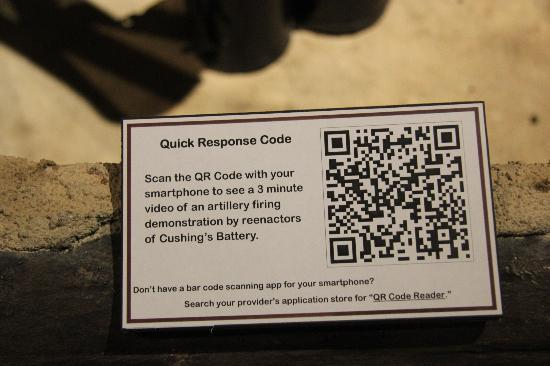 Quick Response Code
Scan the QR Code with your
smartphone to see a 3 minute
video of an artillery firing
demonstration by reenactors
of Cushing's Battery.
Don't have a bar code scanning app for your smartphone?
Search your provider's application store for "QR Code Reader."